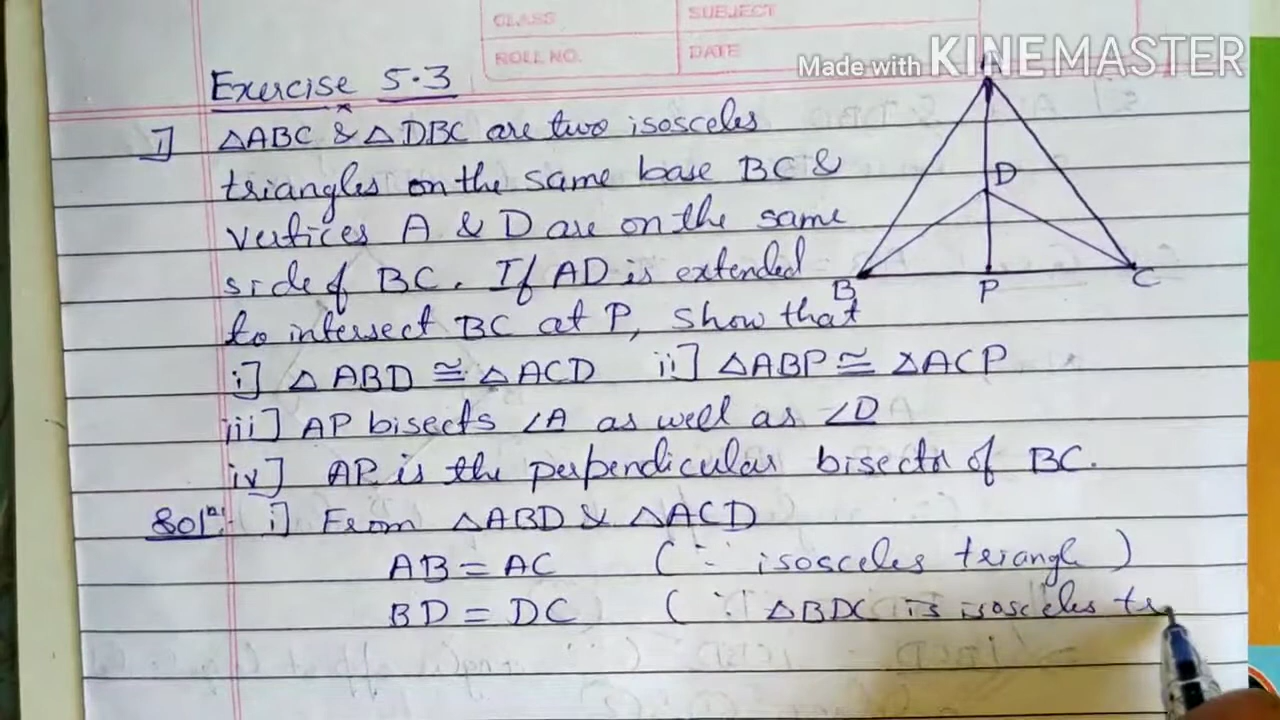 CLASS
SUBJECT
ROLL NO.
DATE
Made with KINEMASTER
Exercise 5.3
1] △ABC & △DBC are two isosceles
triangles on the same base BC &
vertices A & D are on the same
side of BC. If AD is extended
to intersect BC at P, show that
i] △ABD ≅ △ACD ii] △ABP ≅ △ACP
iii] AP bisects ∠A as well as ∠D
iv] AP is the perpendicular bisector of BC.
Solⁿ:- i] From △ABD & △ACD
AB = AC (∵ isosceles triangl )
BD = DC (∵ △BDC is isosceles tr
D
B
P
C